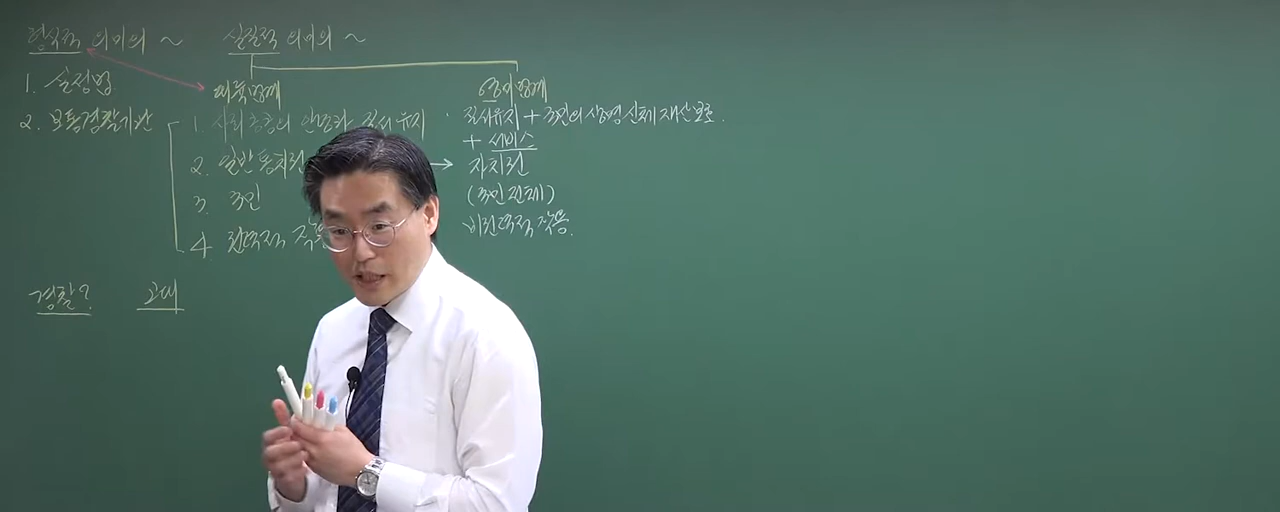 형식적 의미의 ~
실질적 의미의 ~
1. 실정법
2. 보통경찰기관
대륙법계
1. 사회공공의 안녕과 질서유지
2. 일반통치권
3. 국민
4. 권력적 작용
영미법계
질서유지 + 국민의 생명 신체 재산보호
+ 서비스
자치권
(국민전체)
비권력적 작용.
경찰?
고대